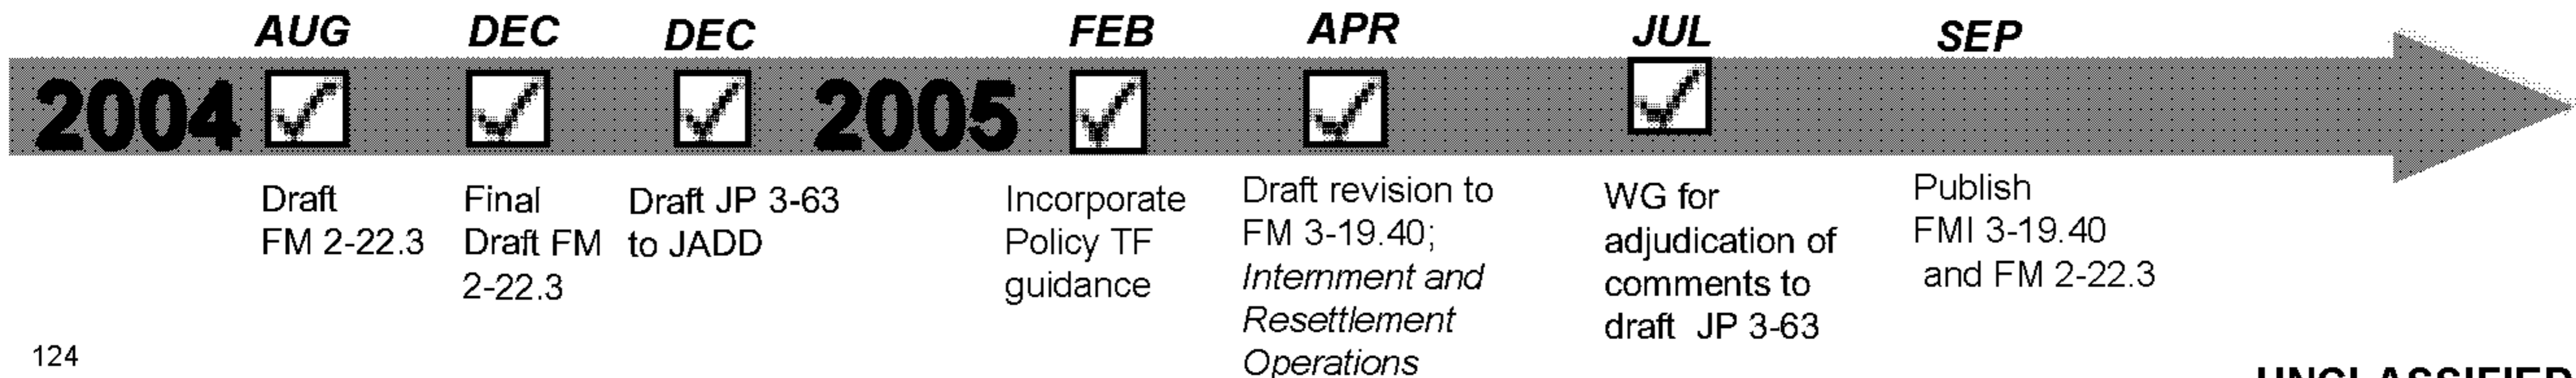 AUG DEC DEC FEB APR JUL SEP
2004 2005
Draft
FM 2-22.3
Final
Draft FM
2-22.3
Draft JP 3-63
to JADD
Incorporate
Policy TF
guidance
Draft revision to
FM 3-19.40;
Internment and
Resettlement
Operations
WG for
adjudication of
comments to
draft JP 3-63
Publish
FMI 3-19.40
and FM 2-22.3
124
UNCLASSIFIED